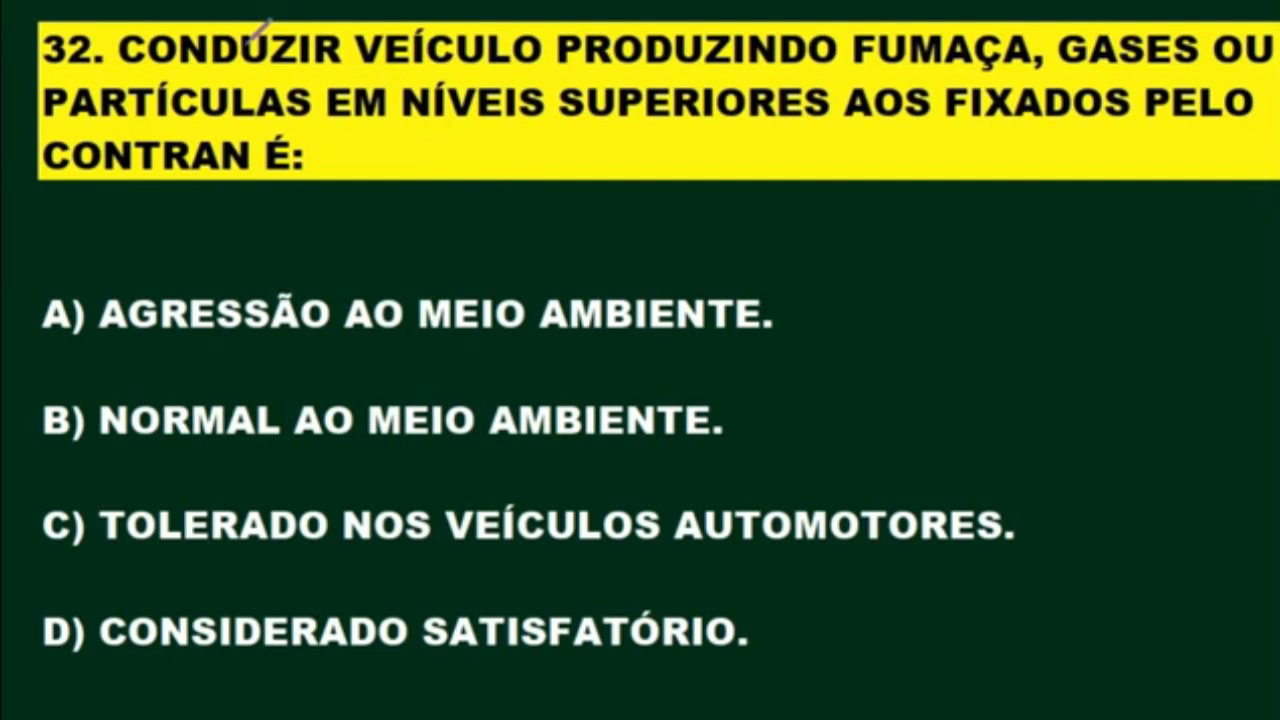 32. CONDUZIR VEÍCULO PRODUZINDO FUMAÇA, GASES OU
PARTÍCULAS EM NÍVEIS SUPERIORES AOS FIXADOS PELO
CONTRAN É:
A) AGRESSÃO AO MEIO AMBIENTE.
B) NORMAL AO MEIO AMBIENTE.
C) TOLERADO NOS VEÍCULOS AUTOMOTORES.
D) CONSIDERADO SATISFATÓRIO.